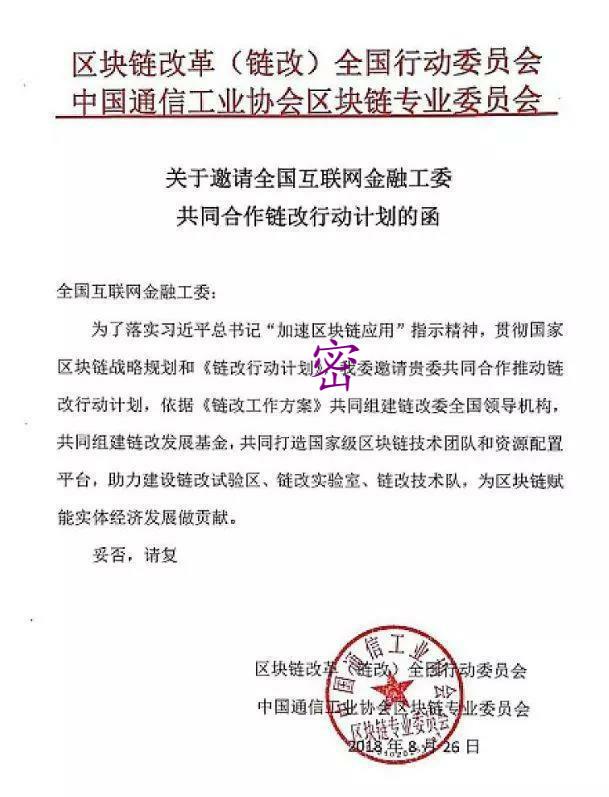 区块链改革（链改）全国行动委员会
中国通信工业协会区块链专业委员会
关于邀请全国互联网金融工委
共同合作链改行动计划的函
全国互联网金融工委：
为了落实习近平总书记“加速区块链应用”指示精神，贯彻国家
区块链战略规划和《链改行动计划》，我委邀请贵委共同合作推动链
密
改行动计划，依据《链改工作方案》共同组建链改委全国领导机构，
共同组建链改发展基金，共同打造国家级区块链技术团队和资源配置
平台，助力建设链改试验区、链改实验室、链改技术队，为区块链赋
能实体经济发展做贡献。
妥否，请复
区块链改革（链改）全国行动委员会
中国通信工业协会区块链专业委员会
2018年8月26日
中国通信工业协会
区块链专业委员会